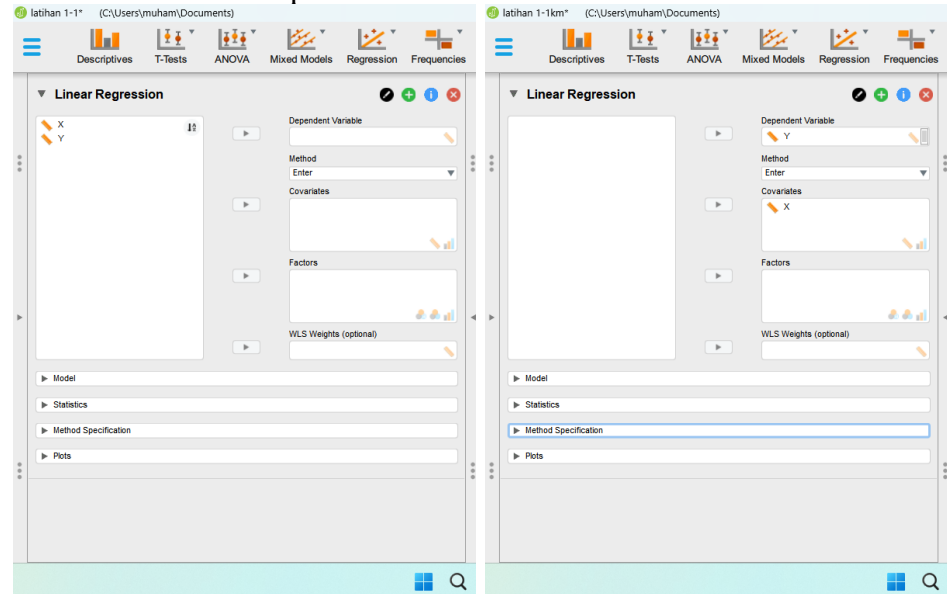 latihan 1-1* (C:\Users\muham\Documents)
Descriptives T-Tests ANOVA Mixed Models Regression Frequencies
Linear Regression
X
Y
Dependent Variable
Method
Enter
Covariates
Factors
WLS Weights (optional)
Model
Statistics
Method Specification
Plots
latihan 1-1km* (C:\Users\muham\Documents)
Descriptives T-Tests ANOVA Mixed Models Regression Frequencies
Linear Regression
Dependent Variable
Y
Method
Enter
Covariates
X
Factors
WLS Weights (optional)
Model
Statistics
Method Specification
Plots